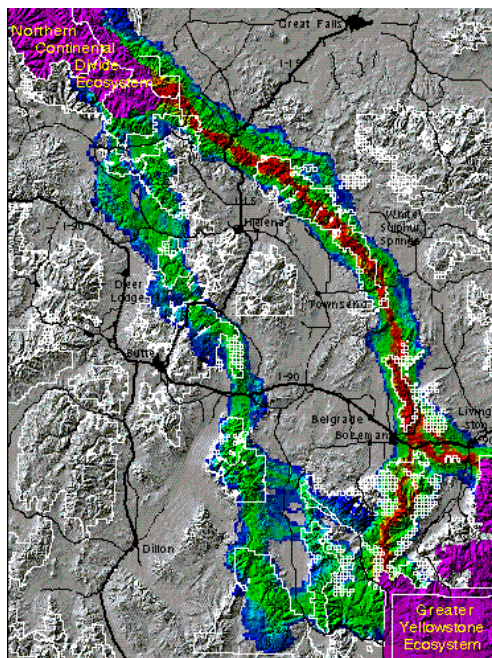 Great Falls
Northern
Continental
Divide
Ecosystem
I-15
I-15
Helena
White
Sulphur
Springs
I-90
Deer
Lodge
Townsend
Butte
I-90
Belgrade
Bozeman
Living
ston
Dillon
Greater
Yellowstone
Ecosystem